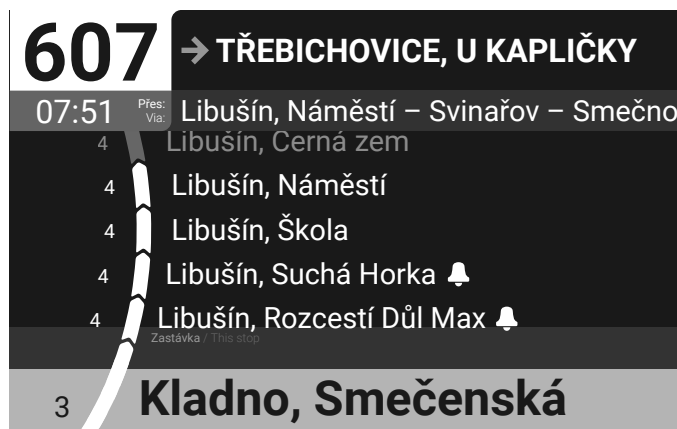 607
→ TŘEBICHOVICE, U KAPLIČKY
07:51 Přes: Via: Libušín, Náměstí – Svinařov – Smečno
4 Libušín, Černá zem
4 Libušín, Náměstí
4 Libušín, Škola
4 Libušín, Suchá Horka
4 Libušín, Rozcestí Důl Max
Zastávka / This stop
3 Kladno, Smečenská